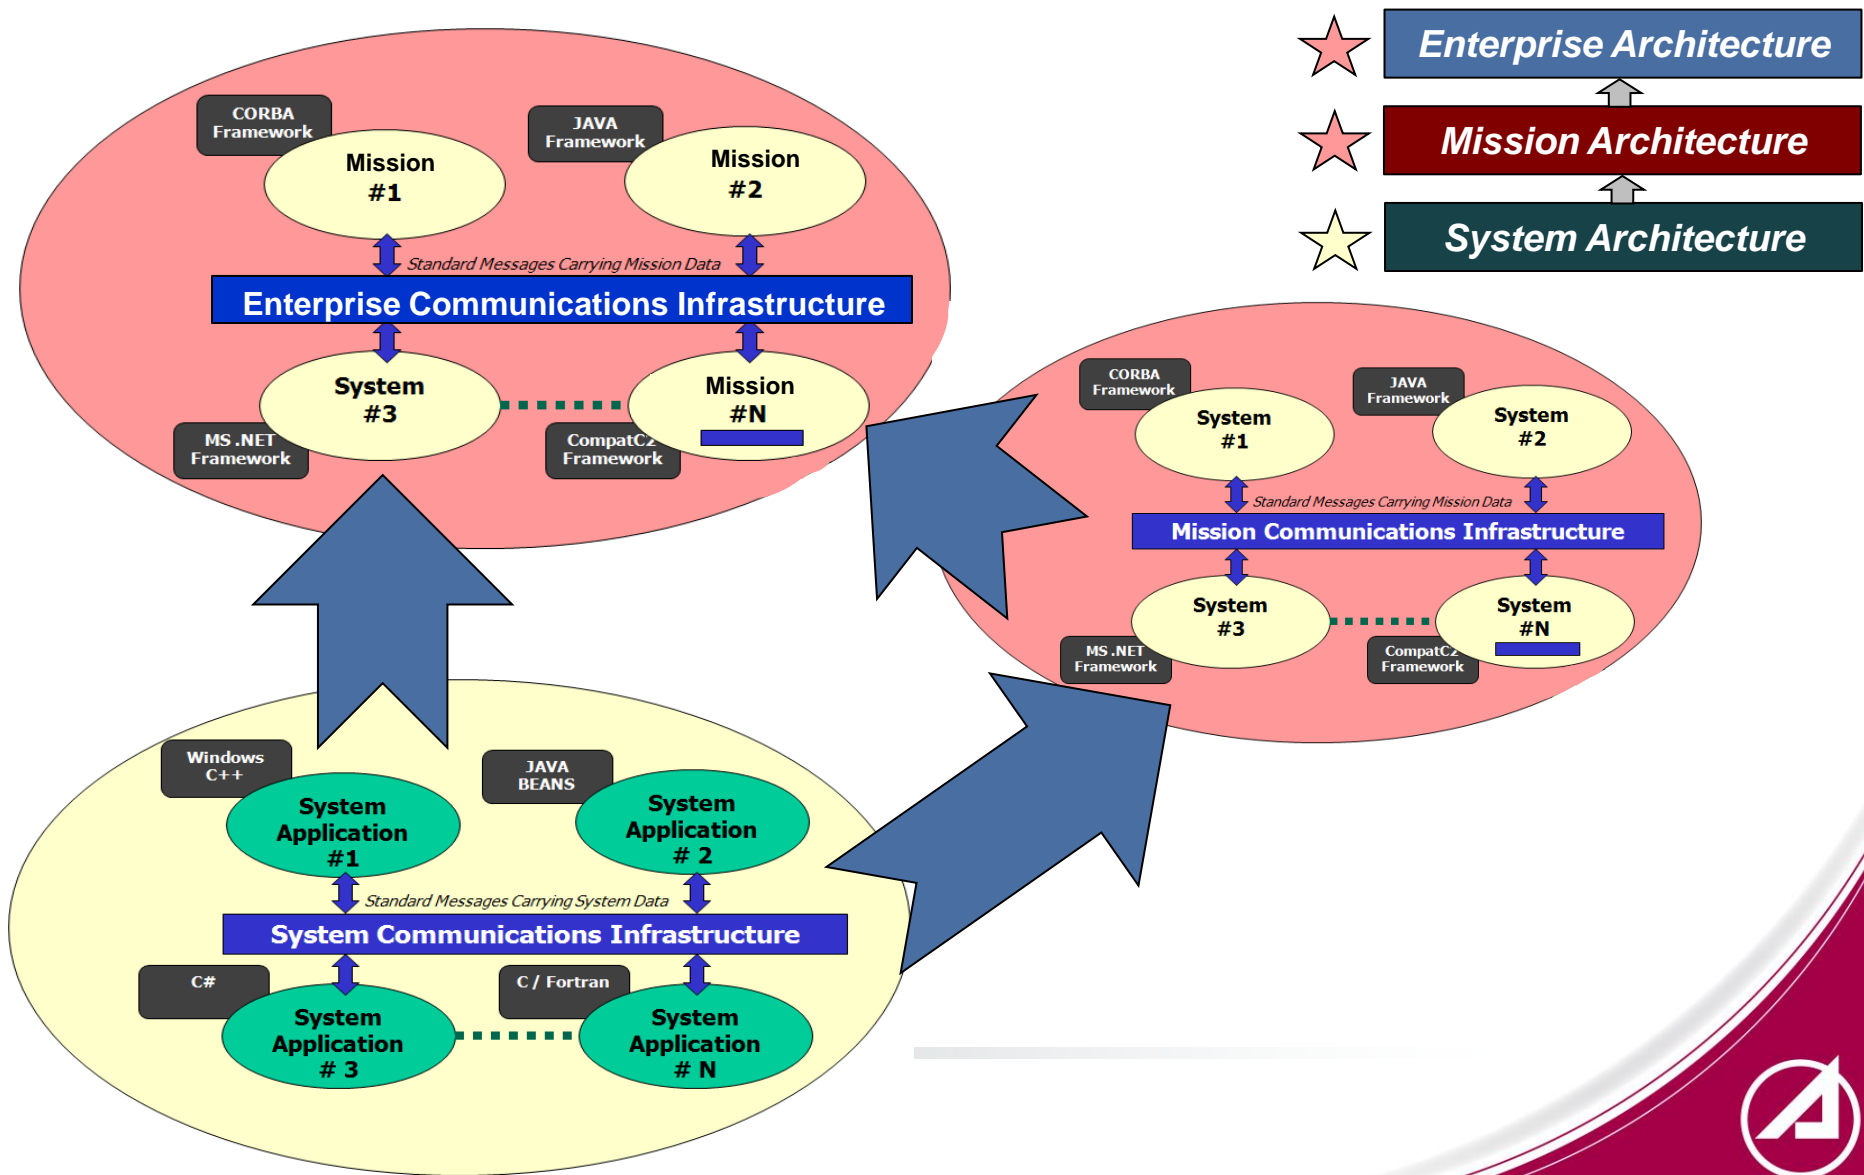 Enterprise Architecture
Mission Architecture
System Architecture
CORBA
Framework
JAVA
Framework
Mission
#1
Mission
#2
Standard Messages Carrying Mission Data
Enterprise Communications Infrastructure
System
#3
Mission
#N
MS .NET
Framework
CompatC2
Framework
CORBA
Framework
JAVA
Framework
System
#1
System
#2
Standard Messages Carrying Mission Data
Mission Communications Infrastructure
System
#3
System
#N
MS .NET
Framework
CompatC2
Framework
Windows
C++
JAVA
BEANS
System
Application
#1
System
Application
# 2
Standard Messages Carrying System Data
System Communications Infrastructure
C#
C / Fortran
System
Application
# 3
System
Application
# N